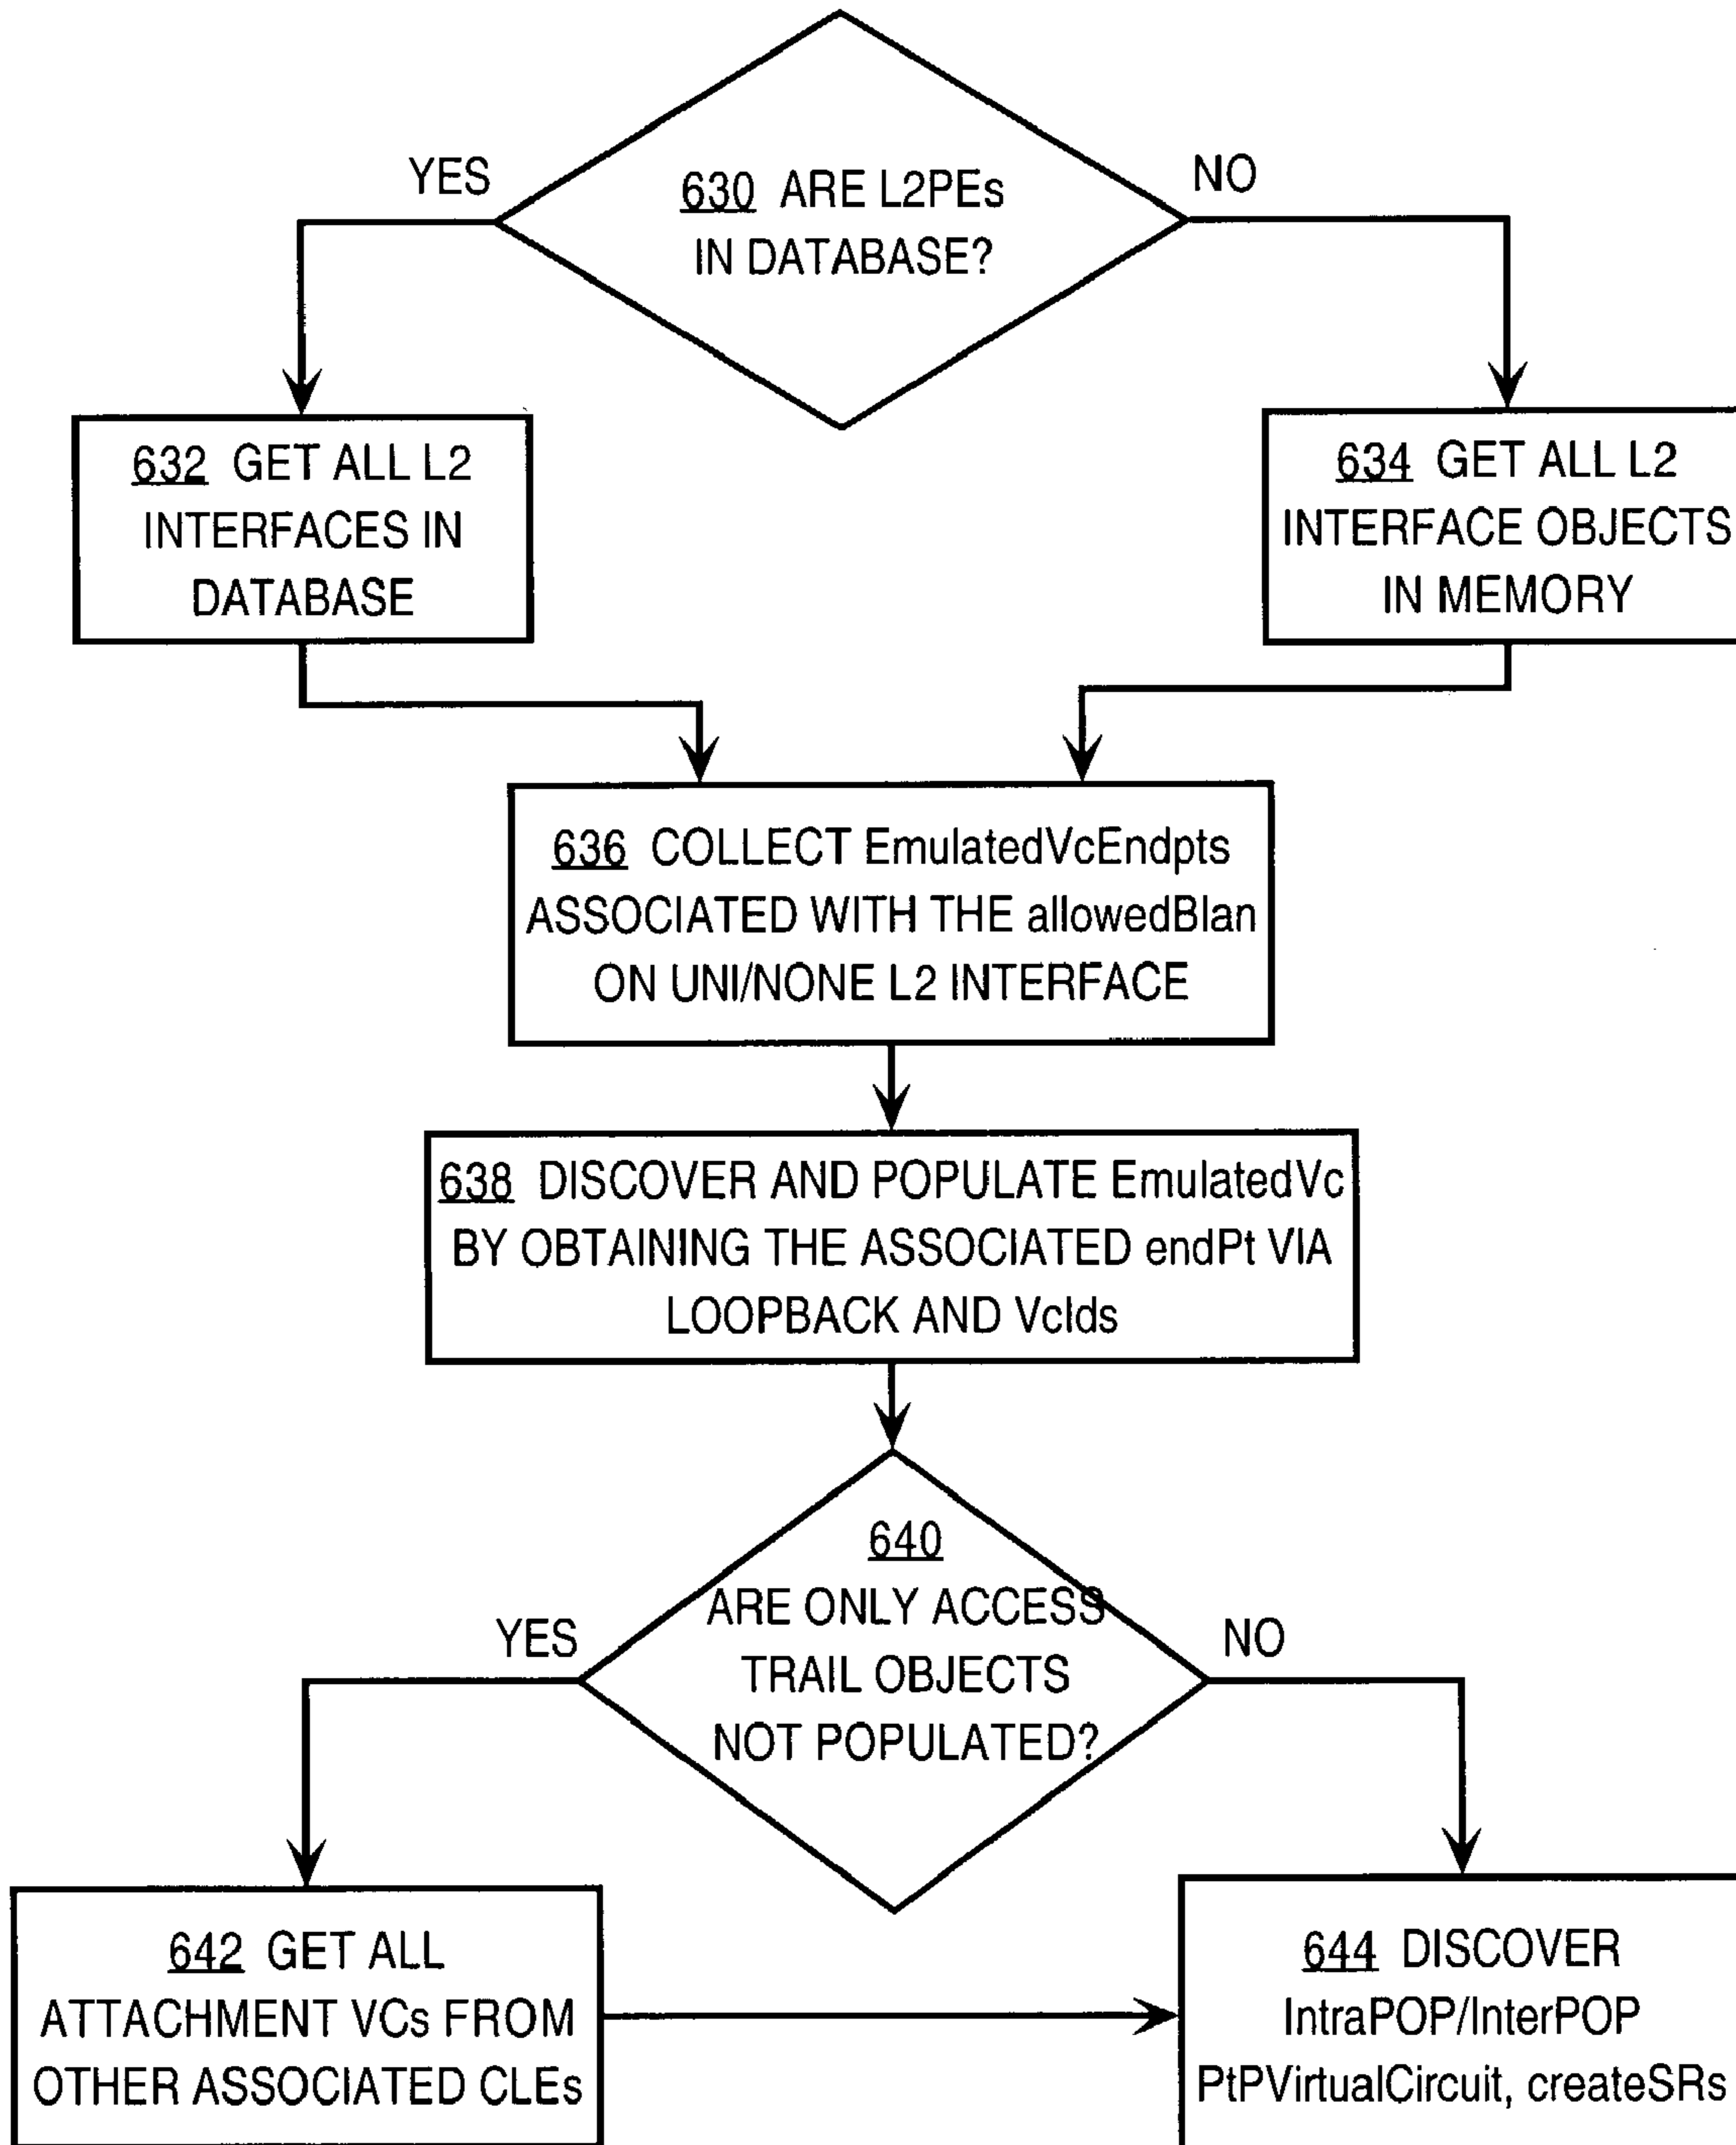 630 ARE L2PEs
IN DATABASE?
YES
NO
632 GET ALL L2
INTERFACES IN
DATABASE
634 GET ALL L2
INTERFACE OBJECTS
IN MEMORY
636 COLLECT EmulatedVcEndpts
ASSOCIATED WITH THE allowedBlan
ON UNI/NONE L2 INTERFACE
638 DISCOVER AND POPULATE EmulatedVc
BY OBTAINING THE ASSOCIATED endPt VIA
LOOPBACK AND VcIds
640
ARE ONLY ACCESS
TRAIL OBJECTS
NOT POPULATED?
YES
NO
642 GET ALL
ATTACHMENT VCs FROM
OTHER ASSOCIATED CLEs
644 DISCOVER
IntraPOP/InterPOP
PtPVirtualCircuit, createSRs